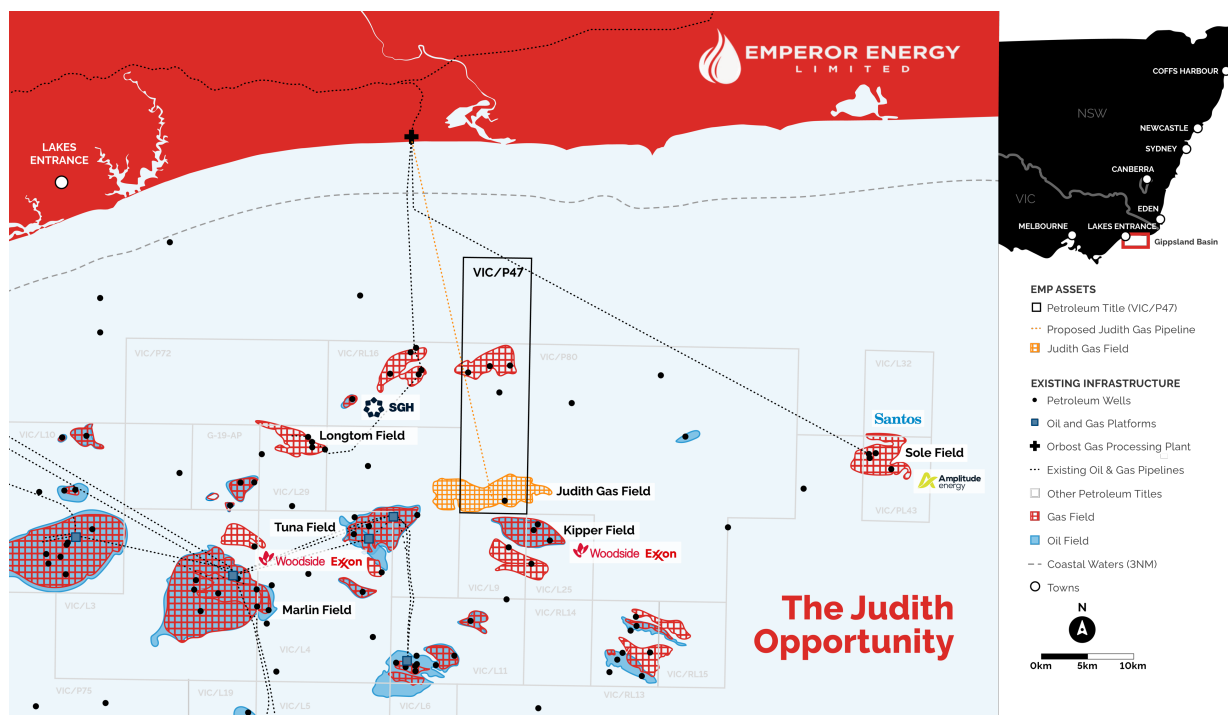 EMPEROR ENERGY
LIMITED
LAKES
ENTRANCE
VIC/P47
VIC/P72
VIC/RL16
VIC/P80
VIC/L32
SGH
Santos
VIC/L10
G-19-AP
Longtom Field
Sole Field
Amplitude
energy
VIC/L29
Judith Gas Field
VIC/PL43
Tuna Field
Kipper Field
Woodside
Exxon
Woodside
Exxon
VIC/L3
Marlin Field
VIC/L9
VIC/L25
VIC/RL14
The Judith
Opportunity
VIC/L4
VIC/L11
VIC/RL15
VIC/P75
VIC/L19
VIC/L5
VIC/L6
VIC/RL13
COFFS HARBOUR
NSW
NEWCASTLE
SYDNEY
CANBERRA
VIC
EDEN
MELBOURNE
LAKES ENTRANCE
Gippsland Basin
EMP ASSETS
Petroleum Title (VIC/P47)
Proposed Judith Gas Pipeline
Judith Gas Field
EXISTING INFRASTRUCTURE
Petroleum Wells
Oil and Gas Platforms
Orbost Gas Processing Plant
Existing Oil & Gas Pipelines
Other Petroleum Titles
Gas Field
Oil Field
Coastal Waters (3NM)
Towns
N
0km 5km 10km